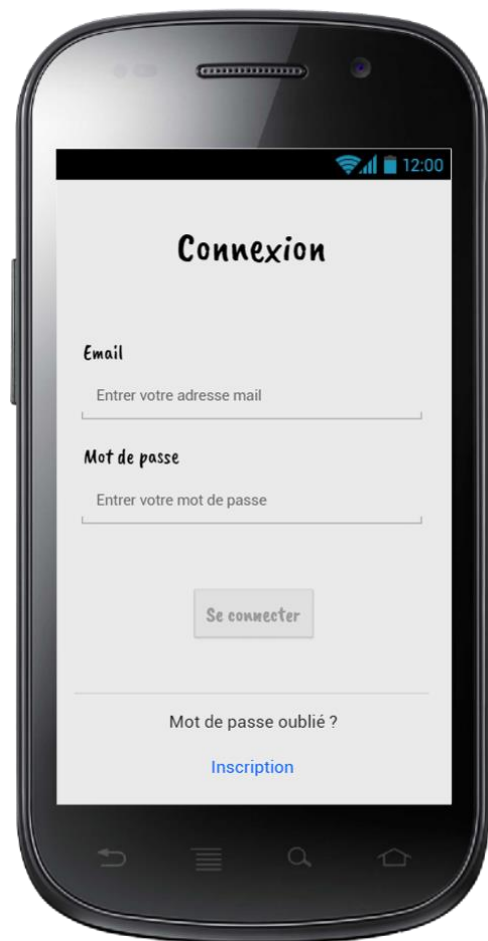 12:00
Connexion
Email
Entrer votre adresse mail
Mot de passe
Entrer votre mot de passe
Se connecter
Mot de passe oublié ?
Inscription